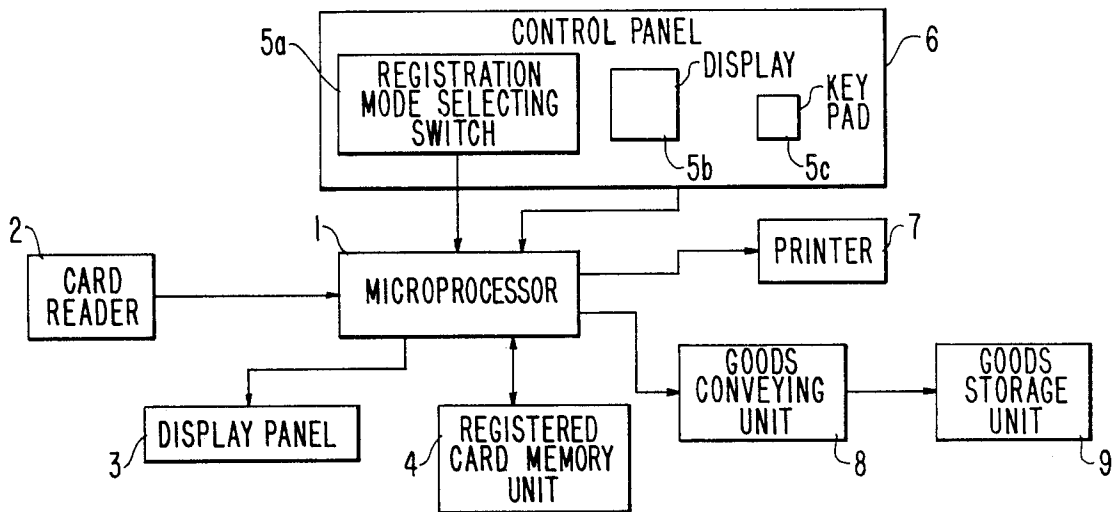 CONTROL PANEL
5a
6
REGISTRATION
MODE SELECTING
SWITCH
DISPLAY
KEY
PAD
5b
5c
2
1
7
CARD
READER
MICROPROCESSOR
PRINTER
3
DISPLAY PANEL
4
REGISTERED
CARD MEMORY
UNIT
GOODS
CONVEYING
UNIT
8
GOODS
STORAGE
UNIT
9